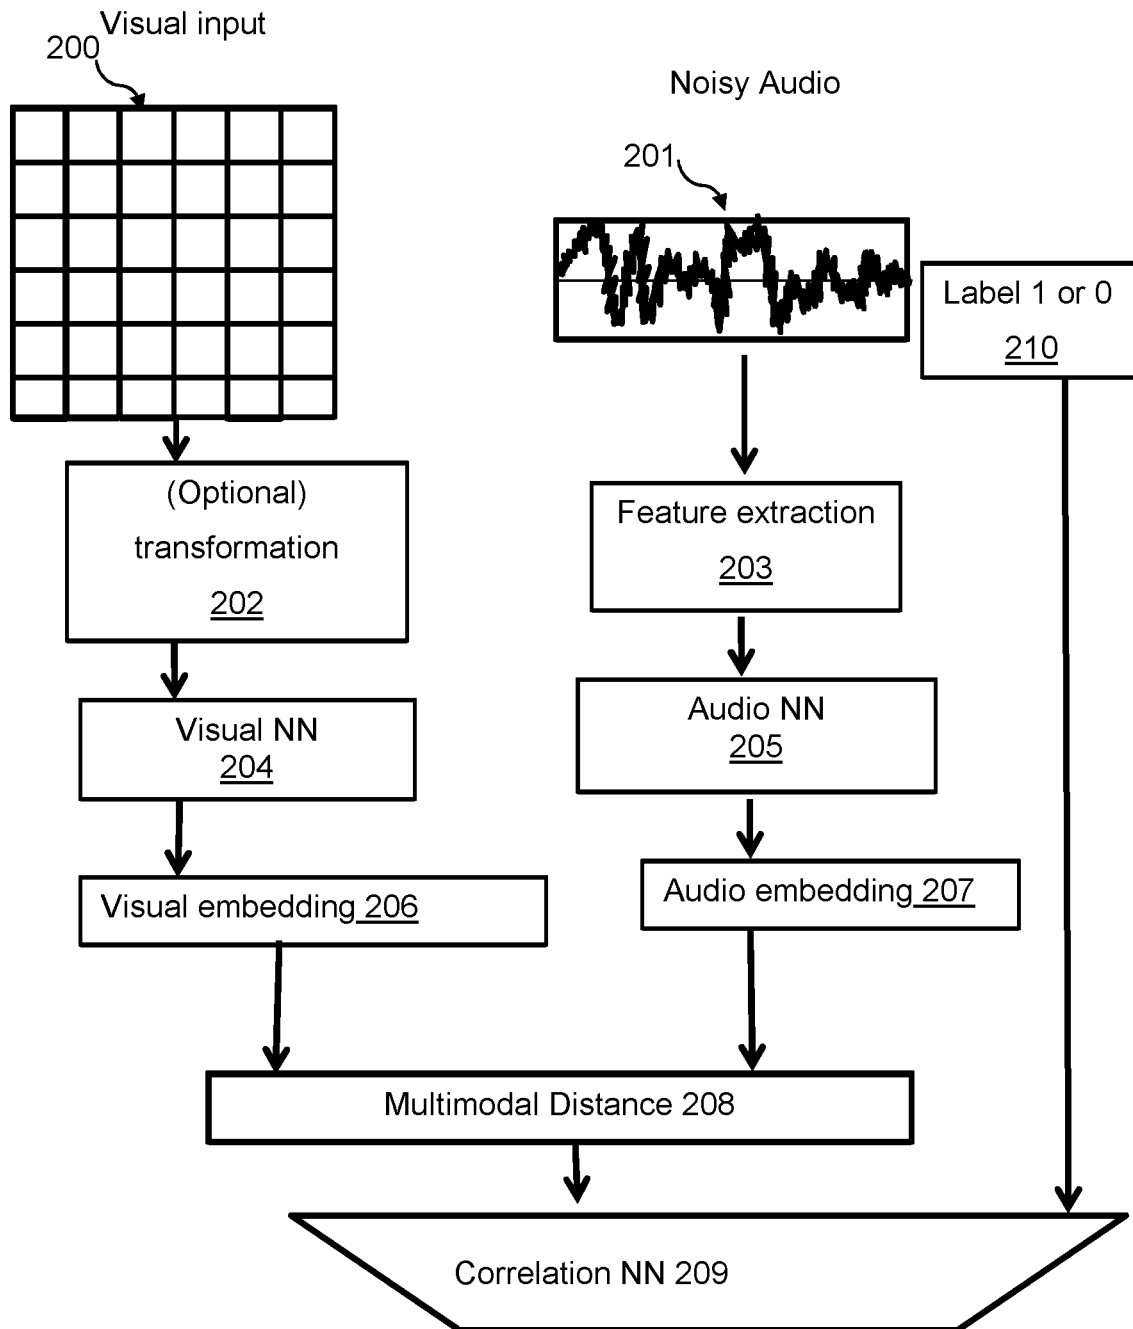 Visual input
200
Noisy Audio
201
Label 1 or 0
210
(Optional)
transformation
202
Feature extraction
203
Visual NN
204
Audio NN
205
Visual embedding 206
Audio embedding 207
Multimodal Distance 208
Correlation NN 209